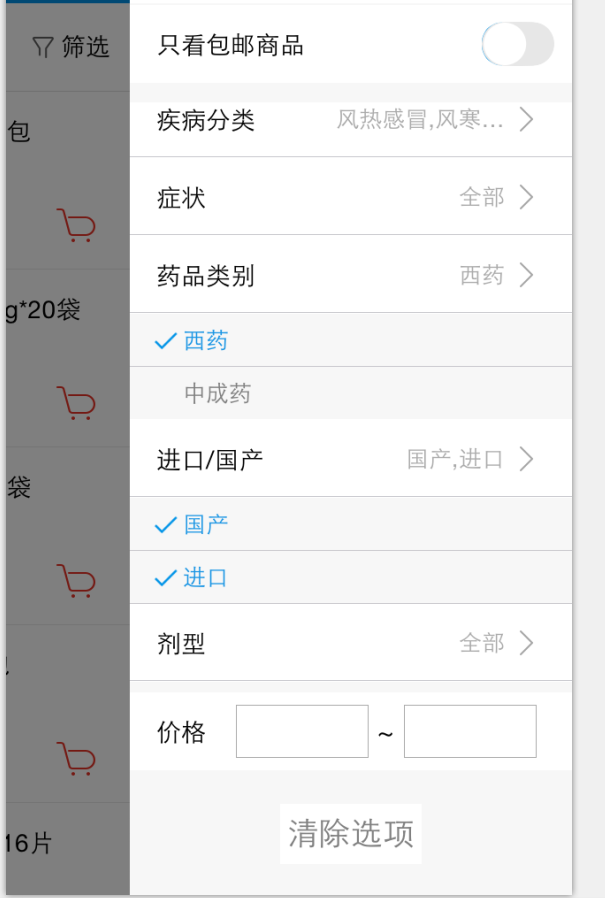 筛选
只看包邮商品
包
疾病分类 风热感冒,风寒...
症状 全部
药品类别 西药
g*20袋
西药
中成药
进口/国产 国产,进口
袋
国产
进口
剂型 全部
价格 ~
清除选项
16片